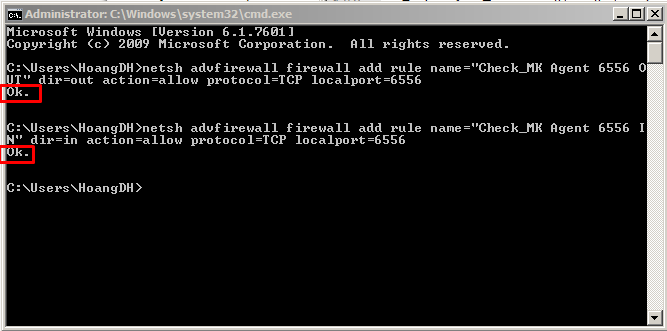 Administrator: C:\Windows\system32\cmd.exe
Microsoft Windows [Version 6.1.7601]
Copyright (c) 2009 Microsoft Corporation.  All rights reserved.
C:\Users\HoangDH>netsh advfirewall firewall add rule name="Check_MK Agent 6556 O
UT" dir=out action=allow protocol=TCP localport=6556
Ok.
C:\Users\HoangDH>netsh advfirewall firewall add rule name="Check_MK Agent 6556 I
N" dir=in action=allow protocol=TCP localport=6556
Ok.
C:\Users\HoangDH>